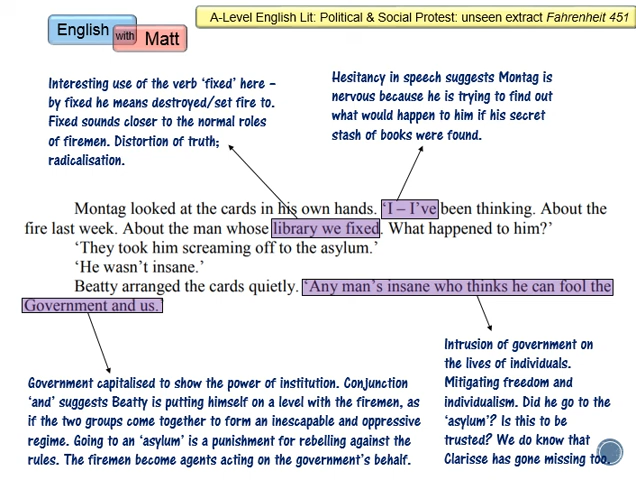 A-Level English Lit: Political & Social Protest: unseen extract Fahrenheit 451
English with Matt
Interesting use of the verb ‘fixed’ here –
by fixed he means destroyed/set fire to.
Fixed sounds closer to the normal roles
of firemen. Distortion of truth;
radicalisation.
Hesitancy in speech suggests Montag is
nervous because he is trying to find out
what would happen to him if his secret
stash of books were found.
Montag looked at the cards in his own hands. ‘I – I’ve been thinking. About the
fire last week. About the man whose library we fixed. What happened to him?’
‘They took him screaming off to the asylum.’
‘He wasn’t insane.’
Beatty arranged the cards quietly. ‘Any man’s insane who thinks he can fool the
Government and us.’
Government capitalised to show the power of institution. Conjunction
‘and’ suggests Beatty is putting himself on a level with the firemen, as
if the two groups come together to form an inescapable and oppressive
regime. Going to an ‘asylum’ is a punishment for rebelling against the
rules. The firemen become agents acting on the government’s behalf.
Intrusion of government on
the lives of individuals.
Mitigating freedom and
individualism. Did he go to the
‘asylum’? Is this to be
trusted? We do know that
Clarisse has gone missing too.